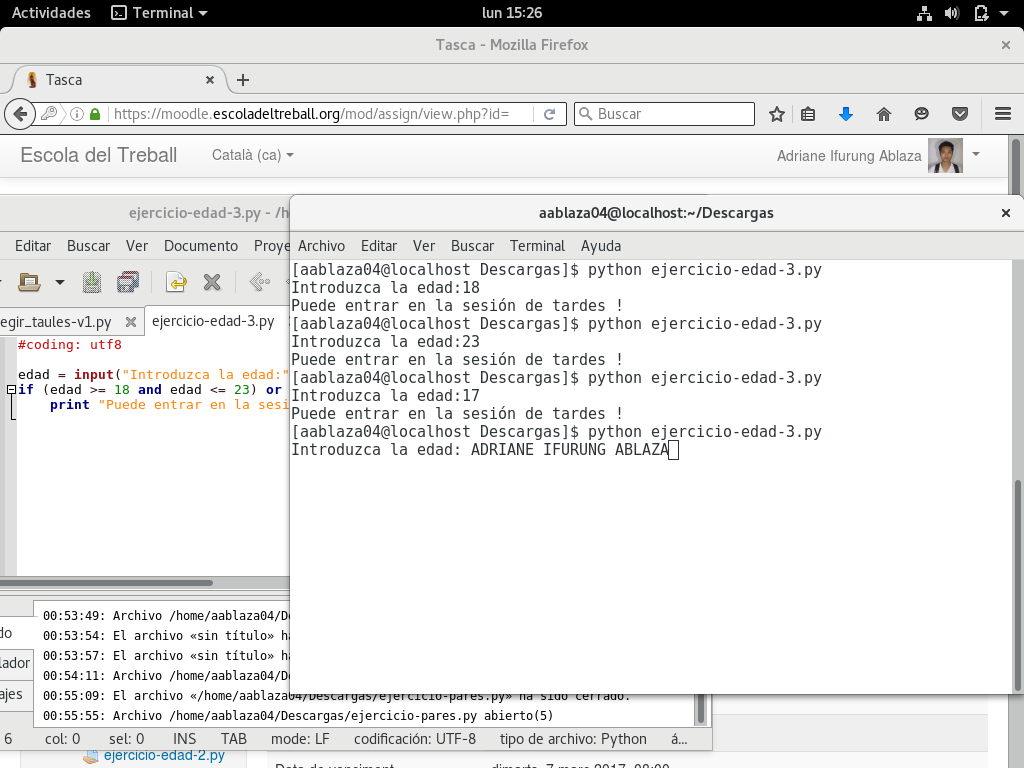 Actividades Terminal lun 15:26
Tasca - Mozilla Firefox
Tasca
https://moodle.escoladeltreball.org/mod/assign/view.php?id= Buscar
Escola del Treball Català (ca) Adriane Ifurung Ablaza
ejercicio-edad-3.py - /h
aablaza04@localhost:~/Descargas
Editar Buscar Ver Documento Proye
Archivo Editar Ver Buscar Terminal Ayuda
[aablaza04@localhost Descargas]$ python ejercicio-edad-3.py
Introduzca la edad:18
Puede entrar en la sesión de tardes !
[aablaza04@localhost Descargas]$ python ejercicio-edad-3.py
Introduzca la edad:23
Puede entrar en la sesión de tardes !
[aablaza04@localhost Descargas]$ python ejercicio-edad-3.py
Introduzca la edad:17
Puede entrar en la sesión de tardes !
[aablaza04@localhost Descargas]$ python ejercicio-edad-3.py
Introduzca la edad: ADRIANE IFURUNG ABLAZA
egir_taules-v1.py ejercicio-edad-3.py
#coding: utf8
edad = input("Introduzca la edad:"
if (edad >= 18 and edad <= 23) or
print "Puede entrar en la sesi
do
lador
ajes
00:53:49: Archivo /home/aablaza04/De
00:53:54: El archivo «sin título» ha
00:53:57: El archivo «sin título» ha
00:54:11: Archivo /home/aablaza04/De
00:55:09: El archivo «/home/aablaza04/Descargas/ejercicio-pares.py» ha sido cerrado.
00:55:55: Archivo /home/aablaza04/Descargas/ejercicio-pares.py abierto(5)
6 col: 0 sel: 0 INS TAB mode: LF codificación: UTF-8 tipo de archivo: Python á...
ejercicio-edad-2.py
Data de venciment dimarts, 7 març 2017, 08:00